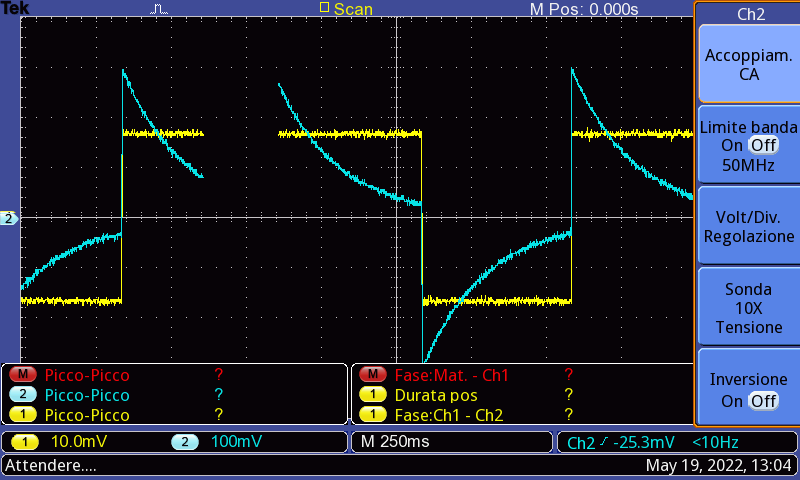 Tek Scan M Pos: 0.000s
Ch2
Accoppiam.
CA
Limite banda
On Off
50MHz
Volt/Div.
Regolazione
Sonda
10X
Tensione
Inversione
On Off
2
M Picco-Picco ?
2 Picco-Picco ?
1 Picco-Picco ?
M Fase:Mat. - Ch1 ?
1 Durata pos ?
1 Fase:Ch1 - Ch2 ?
1 10.0mV 2 100mV M 250ms Ch2 -25.3mV <10Hz
Attendere.... May 19, 2022, 13:04